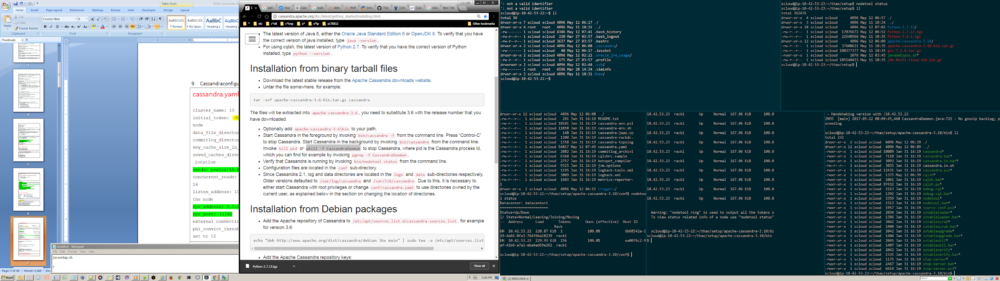 Table Tools
(ENG) Cassandra in
Home
Insert
Page Layout
References
Mailings
Review
View
Developer
Design
Layout
Paste
Cut
Copy
Format Painter
Clipboard
Courier New
9
Font
Paragraph
AaBbCcDc
¶ Normal
AaBbCcDc
¶ No Spaci...
AaBbC
Heading 1
AaBbC
Heading 2
Thumbnails
3
4
5
6
7
9. Cassandraconfigu
cassandra.yaml
cluster_name: 10
initial_token: -92
node
data_file_director
commitlog_director
key_cache_size_in_
saved_caches_direc
location
seeds: pew1caf10-0
concurrent_reads:
16
listen_address: 10
the node
rpc_address: 0.0.0
rpc_port: 11160
external connectio
phi_convict_thresh
set to 12
Untitled - Notepad
File Edit Format View Help
javasetup.sh
Page: 7 of 38
Words: 5,160
Start
add
How
Cass
node
data
thrift
Error
This
[CAS
[Cas
redu
New Tab
cassandra.apache.org/doc/latest/getting_started/installing.html
* etc c*all c*tmp s* s*tp s170512 Other bookmarks
• The latest version of Java 8, either the Oracle Java Standard Edition 8 or OpenJDK 8. To verify that you have
the correct version of java installed, type java -version.
• For using cqlsh, the latest version of Python 2.7. To verify that you have the correct version of Python
installed, type python --version.
Installation from binary tarball files
• Download the latest stable release from the Apache Cassandra downloads website.
• Untar the file somewhere, for example:
tar -xvf apache-cassandra-3.6-bin.tar.gz cassandra
The files will be extracted into apache-cassandra-3.6, you need to substitute 3.6 with the release number that you
have downloaded.
• Optionally add apache-cassandra-3.6\bin to your path.
• Start Cassandra in the foreground by invoking bin/cassandra -f from the command line. Press “Control-C”
to stop Cassandra. Start Cassandra in the background by invoking bin/cassandra from the command line.
Invoke kill pid or pkill -f CassandraDaemon to stop Cassandra, where pid is the Cassandra process id,
which you can find for example by invoking pgrep -f CassandraDaemon.
• Verify that Cassandra is running by invoking bin/nodetool status from the command line.
• Configuration files are located in the conf sub-directory.
• Since Cassandra 2.1, log and data directories are located in the logs and data sub-directories respectively.
Older versions defaulted to /var/log/cassandra and /var/lib/cassandra. Due to this, it is necessary to
either start Cassandra with root privileges or change conf/cassandra.yaml to use directories owned by the
current user, as explained below in the section on changing the location of directories.
Installation from Debian packages
• Add the Apache repository of Cassandra to /etc/apt/sources.list.d/cassandra.sources.list, for example
for version 3.6:
echo "deb http://www.apache.org/dist/cassandra/debian 36x main" | sudo tee -a /etc/apt/sources.list
• Add the Apache Cassandra repository keys:
Python-2.7.13.tgz
Show all
5:06 PM
': not a valid identifier
': not a valid identifier
scloud@ip-10-42-53-22:~$ ll
total 56
drwxr-xr-x 7 scloud scloud 4096 May 12 06:17 ./
drwxr-xr-x 6 root root 4096 May 11 10:31 ../
-rw------- 1 scloud scloud 4346 May 12 07:41 .bash_history
-rw-r--r-- 1 scloud scloud 220 Mar 27 03:57 .bash_logout
-rw-r--r-- 1 scloud scloud 3637 Mar 27 03:57 .bashrc
drwxr-xr-x 2 scloud scloud 4096 May 12 06:08 .cassandra/
-rw------- 1 scloud scloud 40 May 12 06:17 .lesshst
drwxrwxr-x 2 scloud scloud 4096 May 12 02:22 .oracle_jre_usage/
-rw-r--r-- 1 scloud scloud 675 Mar 27 03:57 .profile
drwxrwxr-x 2 scloud scloud 4096 May 12 02:44 .ssh/
-rw------- 1 root root 4596 Mar 28 14:34 .viminfo
drwxr-xr-x 3 scloud scloud 4096 May 11 10:31 thao/
scloud@ip-10-42-53-22:~$
scloud@ip-10-42-53-23:~/thao/setup$ nodetool status
scloud@ip-10-42-53-23:~/thao/setup$ ll
total 362476
drwxr-xr-x 4 scloud scloud 4096 May 12 06:57 ./
drwxr-xr-x 3 scloud scloud 4096 May 11 10:34 ../
drwxr-xr-x 18 scloud scloud 4096 May 12 07:02 Python-2.7.13/
-rw-r--r-- 1 scloud scloud 17076672 May 12 06:52 Python-2.7.13.tgz
-rw-r--r-- 1 scloud scloud 22540566 May 11 10:35 Python-3.6.1.tgz
drwxr-xr-x 12 scloud scloud 4096 May 12 06:09 apache-cassandra-3.10/
-rw-r--r-- 1 scloud scloud 37608621 May 11 10:35 apache-cassandra-3.10-bin.tar.gz
-rw-r--r-- 1 scloud scloud 108377377 May 11 10:35 gcc-7.1.0.tar.gz
-rwxr-xr-x 1 scloud scloud 1076 May 12 03:45 javasetupxx.sh*
-rw-r--r-- 1 scloud scloud 185540433 May 11 10:35 jdk-8u131-linux-x64.tar.gz
scloud@ip-10-42-53-23:~/thao/setup$
drwxr-xr-x 12 scloud scloud 4096 May 12 06:08 ../
-rw-r--r-- 1 scloud scloud 291 Jan 31 16:19 README.txt
-rw-r--r-- 1 scloud scloud 18101 Jan 31 16:19 cassandra-env.ps1
-rw-r--r-- 1 scloud scloud 11858 Jan 31 16:19 cassandra-env.sh
-rw-r--r-- 1 scloud scloud 148 Jan 31 16:19 cassandra-jaas.co
-rw-r--r-- 1 scloud scloud 1200 Jan 31 16:19 cassandra-rackdc.
-rw-r--r-- 1 scloud scloud 1358 Jan 31 16:19 cassandra-topolog
-rw-r--r-- 1 scloud scloud 54817 May 12 07:49 cassandra.yaml
-rw-r--r-- 1 scloud scloud 2082 Jan 31 16:19 commitlog_archivi
-rw-r--r-- 1 scloud scloud 6360 Jan 31 16:19 cqlshrc.sample
-rw-r--r-- 1 scloud scloud 2757 Jan 31 16:19 hotspot_compiler
-rw-r--r-- 1 scloud scloud 9325 Jan 31 16:19 jvm.options
-rw-r--r-- 1 scloud scloud 1195 Jan 31 16:19 logback-tools.xml
-rw-r--r-- 1 scloud scloud 3809 Jan 31 16:19 logback.xml
-rw-r--r-- 1 scloud scloud 1603 Jan 31 16:19 metrics-reporter-
l
drwxr-xr-x 2 scloud scloud 4096 May 12 04:15 triggers/
scloud@ip-10-42-53-22:~/thao/setup/apache-cassandra-3.10/conf$ nodetoo
l status
Datacenter: datacenter1
=======================
Status=Up/Down
|/ State=Normal/Leaving/Joining/Moving
-- Address Load Tokens Owns (effective) Host ID
Rack
UN 10.42.53.22 220.87 KiB 1 100.0% 6b68542a-1
29-4d46-8fa3-764f6ba18239 rack1
UN 10.42.53.23 229.93 KiB 256 100.0% ea0076c2-9
af-41b6-a7a1-eba4ad59e261 rack1
scloud@ip-10-42-53-22:~/thao/setup/apache-cassandra-3.10/conf$
10.42.53.23 rack1 Up Normal 167.06 KiB 100.0
10.42.53.23 rack1 Up Normal 167.06 KiB 100.0
10.42.53.23 rack1 Up Normal 167.06 KiB 100.0
10.42.53.23 rack1 Up Normal 167.06 KiB 100.0
10.42.53.23 rack1 Up Normal 167.06 KiB 100.0
10.42.53.23 rack1 Up Normal 167.06 KiB 100.0
10.42.53.23 rack1 Up Normal 167.06 KiB 100.0
10.42.53.23 rack1 Up Normal 167.06 KiB 100.0
10.42.53.23 rack1 Up Normal 167.06 KiB 100.0
10.42.53.23 rack1 Up Normal 167.06 KiB 100.0
Warning: "nodetool ring" is used to output all the tokens o
To view status related info of a node use "nodetool status"
scloud@ip-10-42-53-22:~/thao/setup/apache-cassandra-3.10/bi
scloud@ip-10-42-53-22:~/thao/setup/apache-cassandra-3.10/bin
$
- Handshaking version with /10.42.53.22
INFO [main] 2017-05-12 08:09:45,468 CassandraDaemon.java:725 - No gossip backlog; p
oceeding
scloud@ip-10-42-53-23:~/thao/setup/apache-cassandra-3.10/bin$ ll
total 232
drwxr-xr-x 2 scloud scloud 4096 May 12 06:39 ./
drwxr-xr-x 12 scloud scloud 4096 May 12 06:09 ../
-rwxr-xr-x 1 scloud scloud 10089 Jan 31 16:19 cassandra*
-rwxr-xr-x 1 scloud scloud 7110 Jan 31 16:19 cassandra.bat*
-rwxr-xr-x 1 scloud scloud 3093 Jan 31 16:19 cassandra.in.bat*
-rw-r--r-- 1 scloud scloud 3035 Jan 31 16:19 cassandra.in.sh
-rwxr-xr-x 1 scloud scloud 12431 Jan 31 16:19 cassandra.ps1*
-rwxr-xr-x 1 scloud scloud 1375 May 12 06:39 cqlsh*
-rwxr-xr-x 1 scloud scloud 1061 Jan 31 16:19 cqlsh.bat*
-rwxr-xr-x 1 scloud scloud 97432 Jan 31 16:19 cqlsh.py*
-rwxr-xr-x 1 scloud scloud 2163 Jan 31 16:19 debug-cql*
-rwxr-xr-x 1 scloud scloud 1392 Jan 31 16:19 debug-cql.bat*
-rwxr-xr-x 1 scloud scloud 3359 Jan 31 16:19 nodetool*
-rwxr-xr-x 1 scloud scloud 1513 Jan 31 16:19 nodetool.bat*
-rwxr-xr-x 1 scloud scloud 1957 Jan 31 16:19 source-conf.ps1*
-rwxr-xr-x 1 scloud scloud 2034 Jan 31 16:19 sstableloader*
-rwxr-xr-x 1 scloud scloud 1396 Jan 31 16:19 sstableloader.bat*
-rwxr-xr-x 1 scloud scloud 2042 Jan 31 16:19 sstablescrub*
-rwxr-xr-x 1 scloud scloud 1404 Jan 31 16:19 sstablescrub.bat*
-rwxr-xr-x 1 scloud scloud 2042 Jan 31 16:19 sstableupgrade*
-rwxr-xr-x 1 scloud scloud 1404 Jan 31 16:19 sstableupgrade.bat*
-rwxr-xr-x 1 scloud scloud 2045 Jan 31 16:19 sstableutil*
-rwxr-xr-x 1 scloud scloud 1407 Jan 31 16:19 sstableutil.bat*
-rwxr-xr-x 1 scloud scloud 2042 Jan 31 16:19 sstableverify*
-rwxr-xr-x 1 scloud scloud 1535 Jan 31 16:19 sstableverify.bat*
-rwxr-xr-x 1 scloud scloud 1175 Jan 31 16:19 stop-server*
-rwxr-xr-x 1 scloud scloud 2467 Jan 31 16:19 stop-server.bat*
-rwxr-xr-x 1 scloud scloud 6614 Jan 31 16:19 stop-server.ps1*
scloud@ip-10-42-53-23:~/thao/setup/apache-cassandra-3.10/bin$
[1] MINGW64:/e
Search